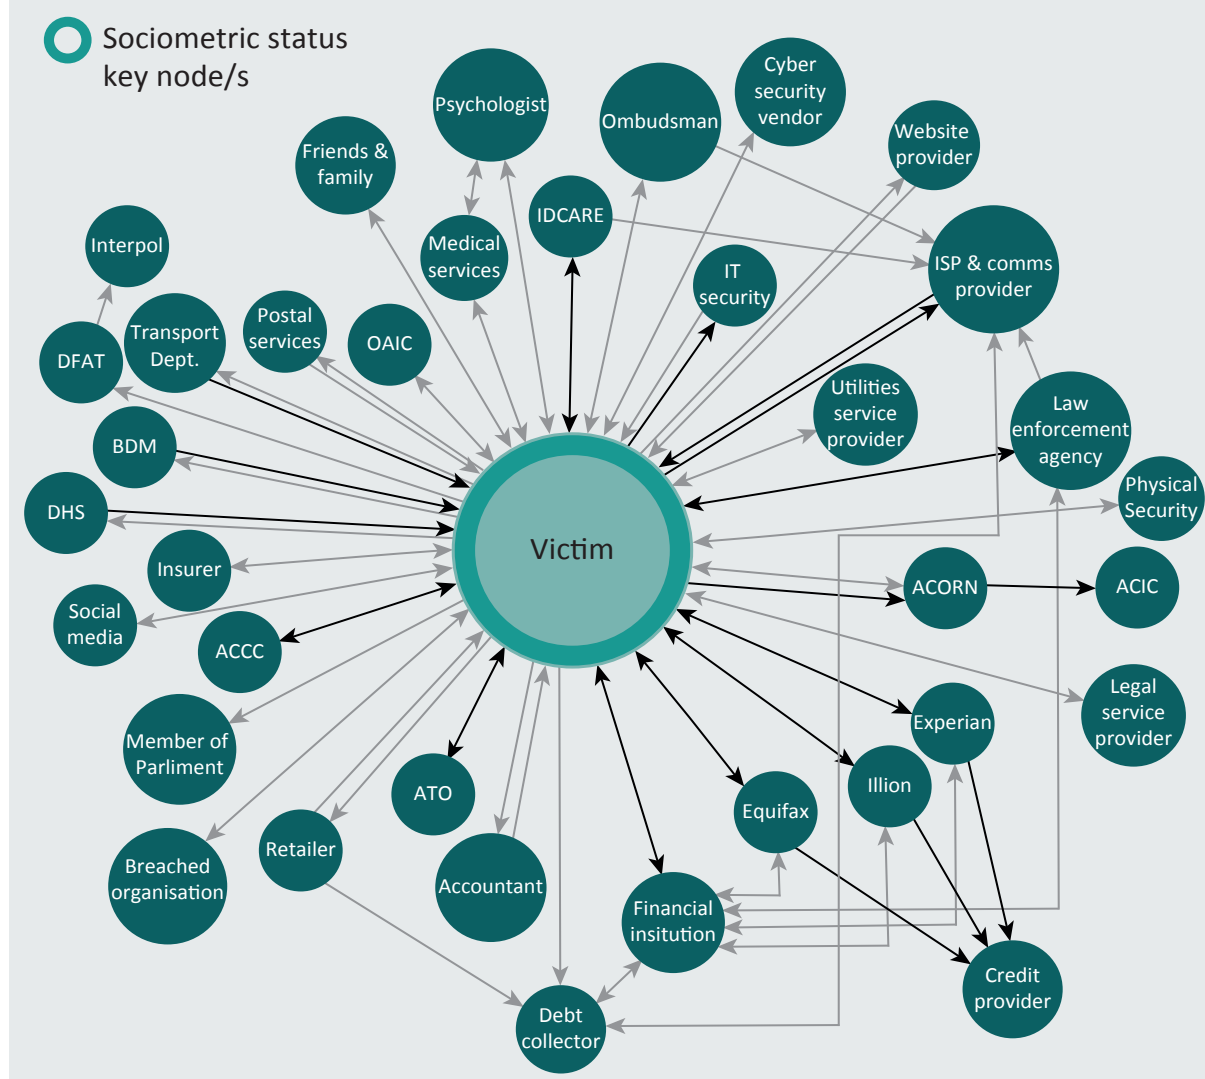 Sociometric status
key node/s
Psychologist
Ombudsman
Cyber
security
vendor
Website
provider
Friends &
family
IDCARE
Medical
services
Interpol
IT
security
ISP & comms
provider
Postal
services
Transport
Dept.
OAIC
DFAT
Utilities
service
provider
Law
enforcement
agency
BDM
Physical
Security
DHS
Victim
Insurer
ACORN
ACIC
Social
media
ACCC
Legal
service
provider
Experian
Member of
Parliment
ATO
Illion
Equifax
Retailer
Breached
organisation
Accountant
Financial
insitution
Credit
provider
Debt
collector